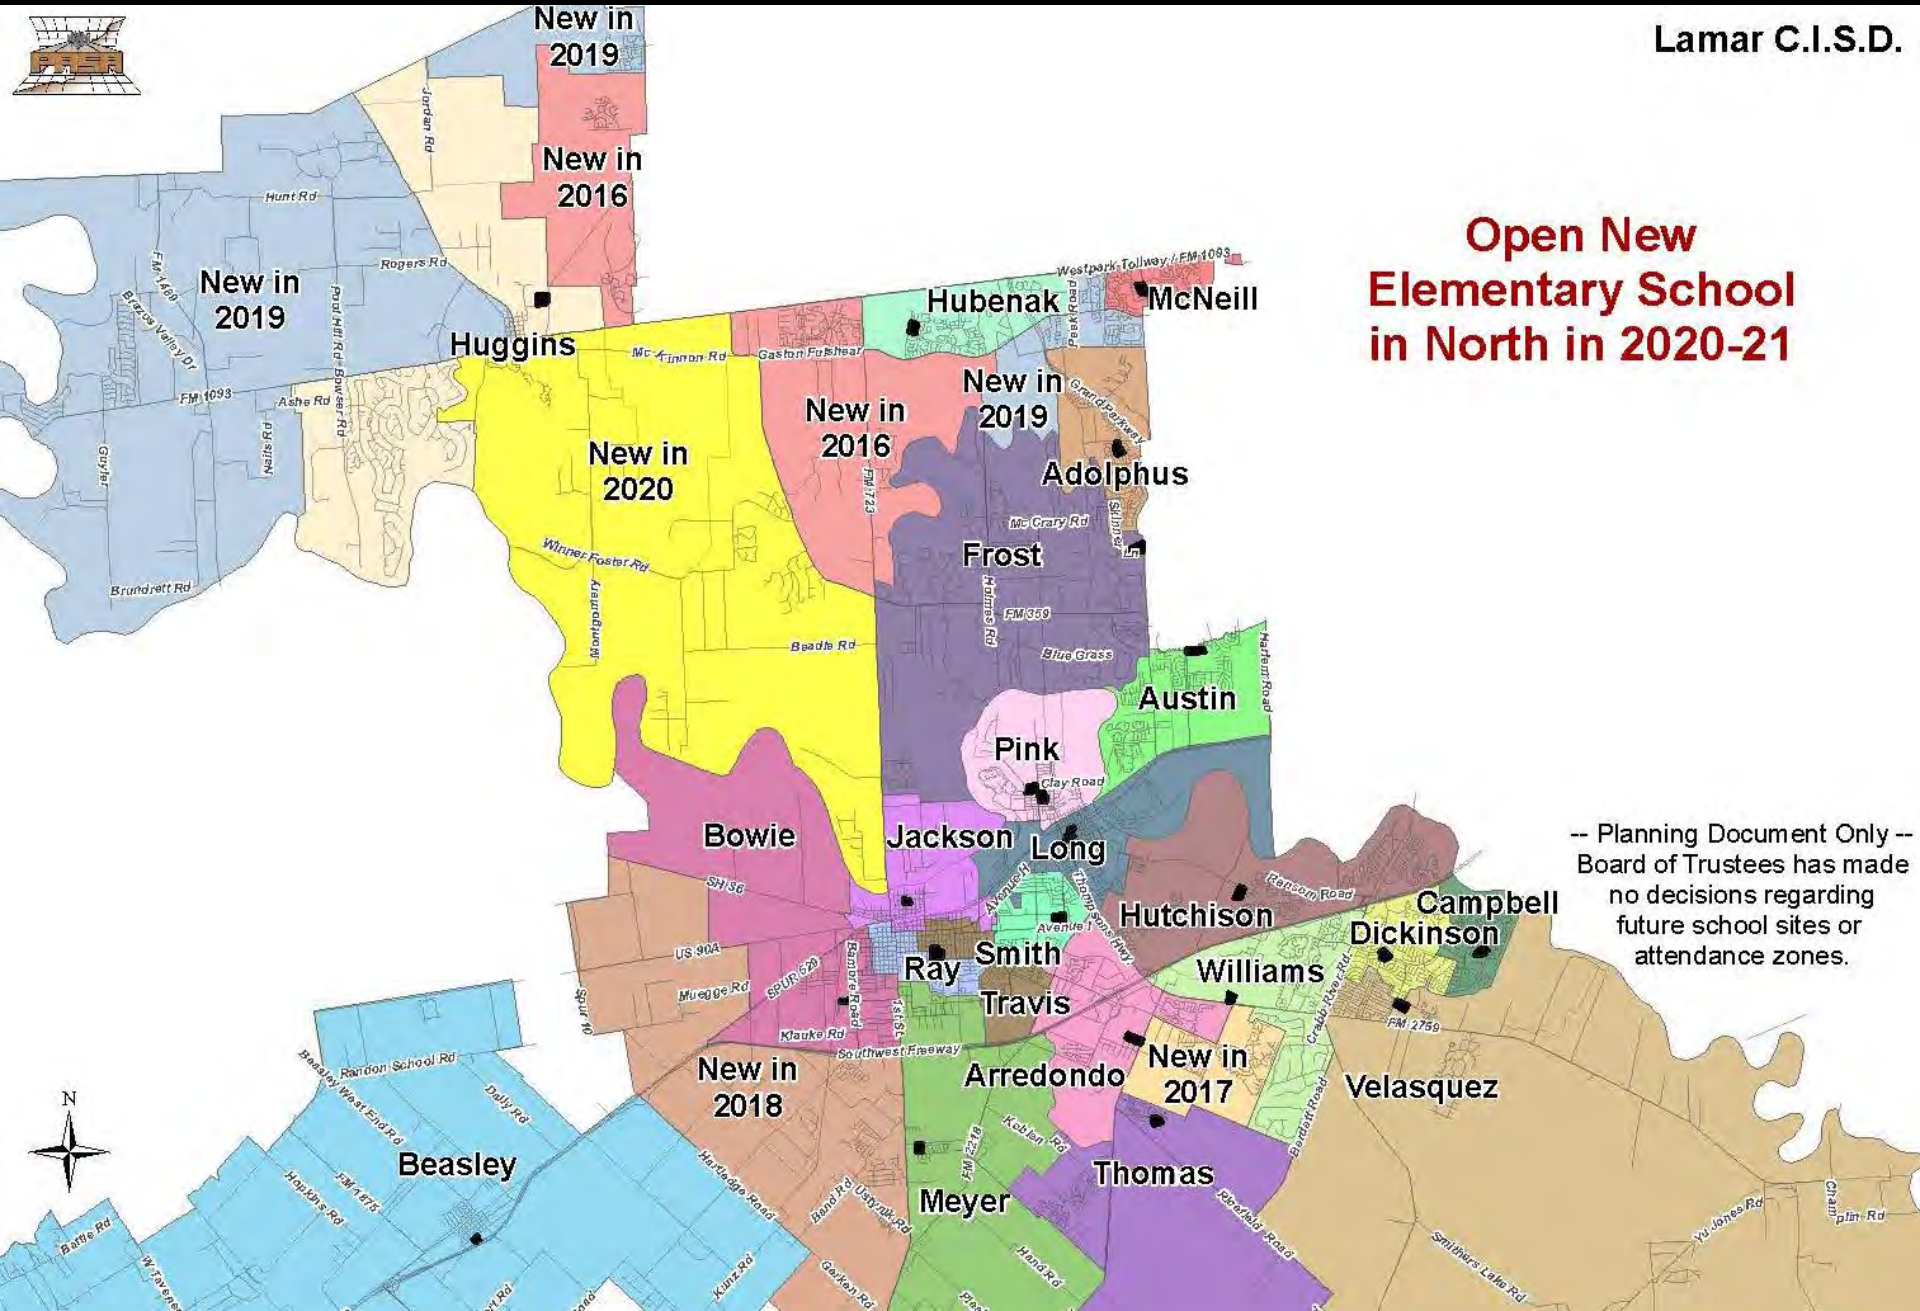 Lamar C.I.S.D.
New in
2019
New in
2016
Jordan Rd
Hunt Rd
Open New
Elementary School
in North in 2020-21
Westpark Tollway / FM 1093
Rogers Rd
FM 1489
New in
2019
Brazos Valley Dr
Pool Hill Rd
Bowser Rd
Hubenak
Peek Road
McNeill
Huggins
Mc Kinnon Rd
Gaston Fulshear
FM 1093
Ashe Rd
New in
2019
Grand Parkway
New in
2016
New in
2020
Adolphus
FM 723
Mc Crary Rd
Skinner Ln
Frost
Winner Foster Rd
Brundrett Rd
Montgomery
Holmes Rd
FM 359
Beadle Rd
Blue Grass
Harlem Road
Austin
Pink
Clay Road
Bowie
Jackson
Long
-- Planning Document Only --
Board of Trustees has made
no decisions regarding
future school sites or
attendance zones.
SH 36
Avenue H
Thompsons Hwy
Ransom Road
Campbell
Hutchison
Dickinson
Avenue I
US 90A
Smith
Ray
Williams
SPUR 529
Bamore Road
Muegge Rd
Spur 10
Travis
1st St
Crabb River Rd
FM 2759
Klauke Rd
Southwest Freeway
New in
2018
Arredondo
New in
2017
Velasquez
Randon School Rd
Beasley West End Rd
Daily Rd
Koblen Rd
FM 2218
Berdett Road
N
Beasley
Hartledge Road
Thomas
Meyer
FM 1875
Hopkins Rd
Band Rd
Ustynik Rd
Ricefield Road
Yu Jones Rd
Champlin Rd
Battle Rd
Smithers Lake Rd
Kunz Rd
Gerken Rd
Hand Rd